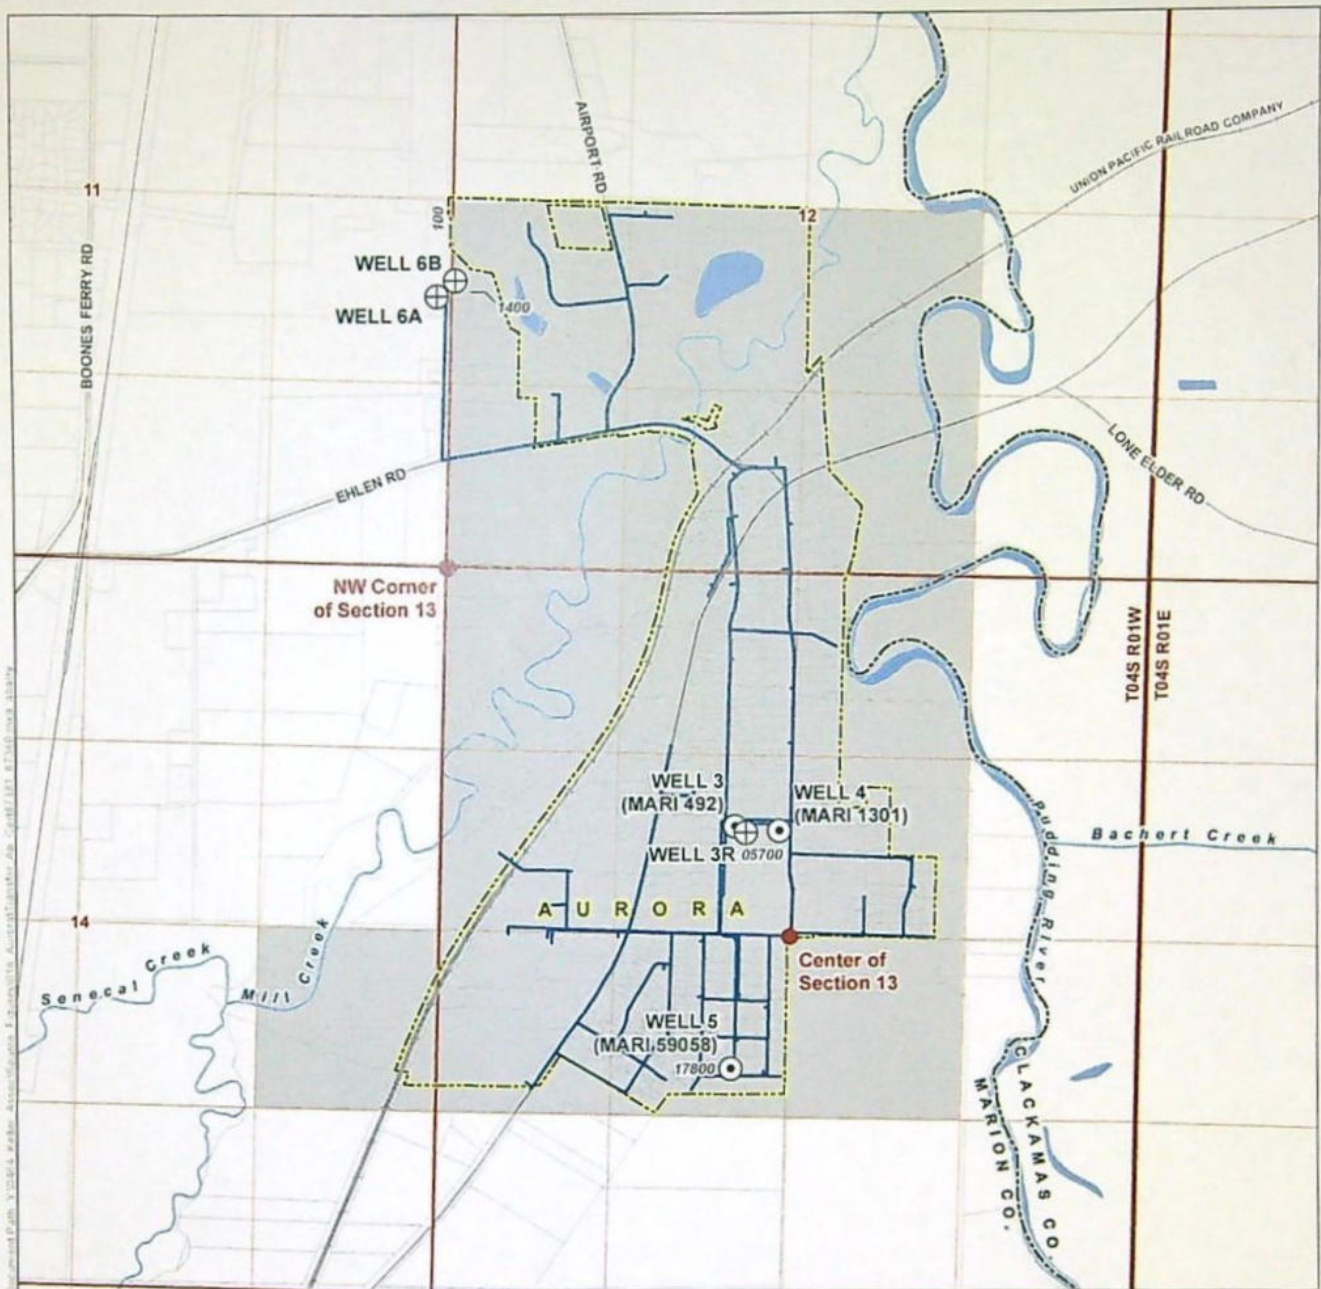 AIRPORT RD
UNION PACIFIC RAILROAD COMPANY
11
12
100
BOONES FERRY RD
WELL 6B
1400
WELL 6A
LONE ELDER RD
EHLEN RD
NW Corner
of Section 13
T04S R01W
T04S R01E
WELL 3
(MARI 492)
WELL 4
(MARI 1301)
WELL 3R 05700
Pudding River
Bachert Creek
AURORA
14
Senecal Creek
Mill Creek
Center of
Section 13
WELL 5
(MARI 59058)
17800
CLACKAMAS CO.
MARION CO.